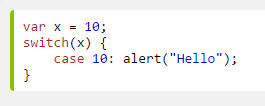 var x = 10;
switch(x) {
    case 10: alert("Hello");
}